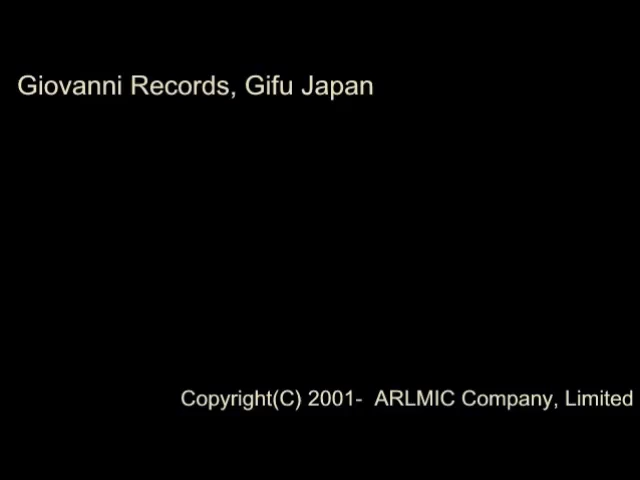 Giovanni Records, Gifu Japan
Copyright(C) 2001-  ARLMIC Company, Limited